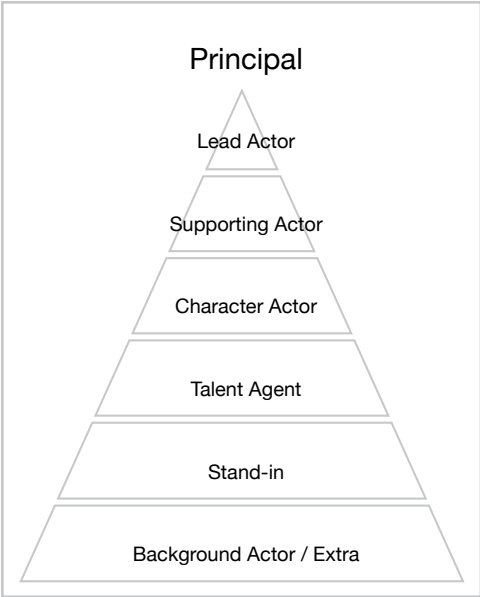 Principal
Lead Actor
Supporting Actor
Character Actor
Talent Agent
Stand-in
Background Actor / Extra